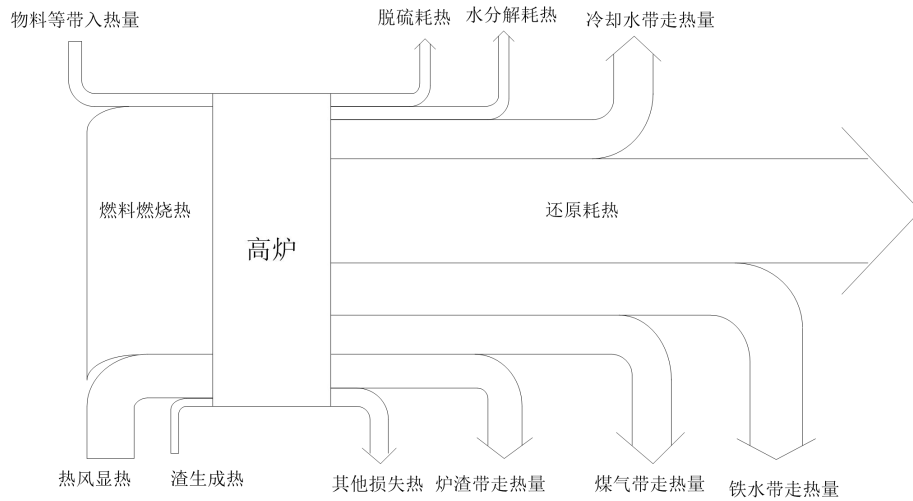 物料等带入热量
脱硫耗热
水分解耗热
冷却水带走热量
燃料燃烧热
高炉
还原耗热
热风显热
渣生成热
其他损失热
炉渣带走热量
煤气带走热量
铁水带走热量